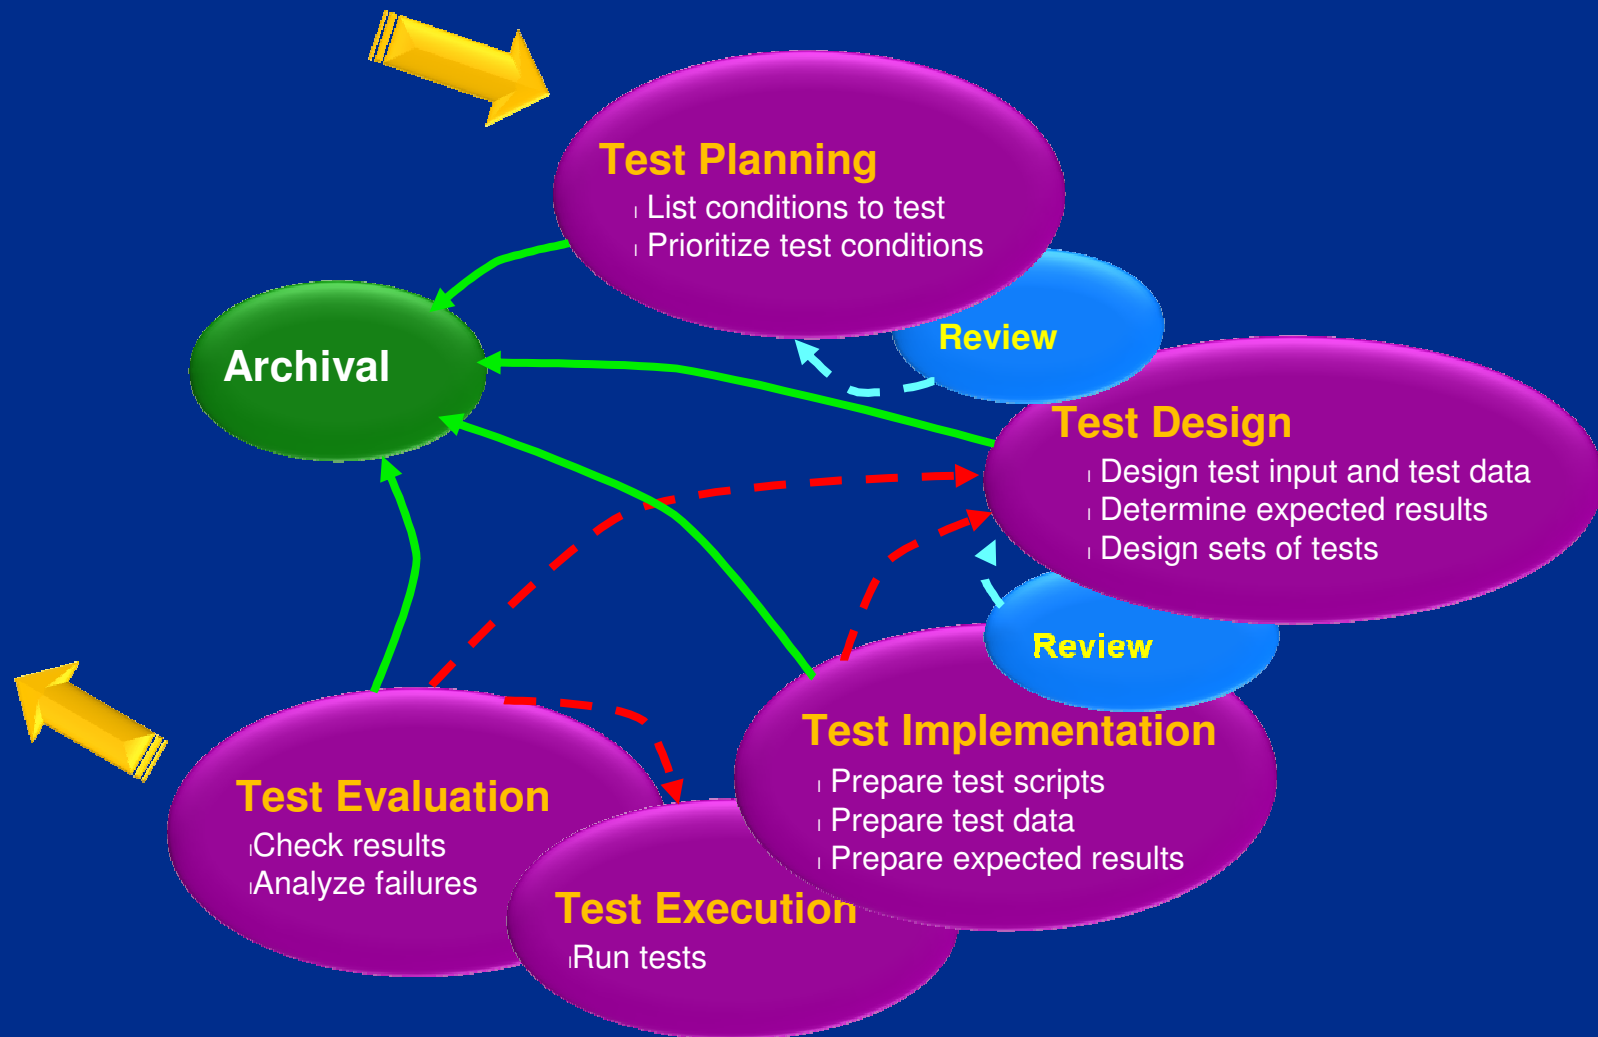 Test Planning
List conditions to test
Prioritize test conditions
Review
Archival
Test Design
Design test input and test data
Determine expected results
Design sets of tests
Review
Test Implementation
Prepare test scripts
Prepare test data
Prepare expected results
Test Evaluation
Check results
Analyze failures
Test Execution
Run tests